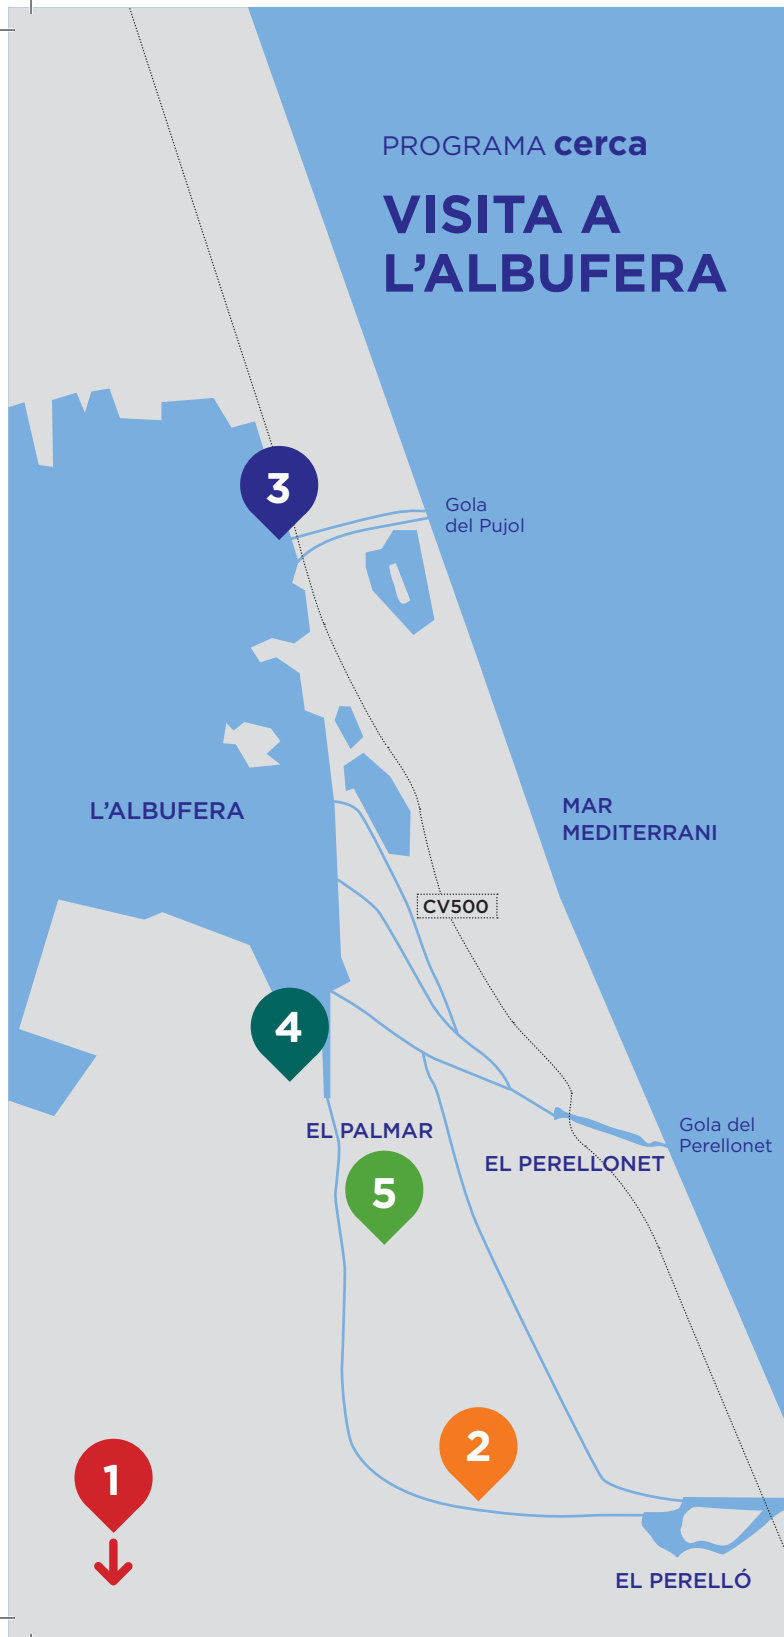 PROGRAMA cerca
VISITA A
L’ALBUFERA
3
Gola
del Pujol
L’ALBUFERA
MAR
MEDITERRANI
CV500
4
EL PALMAR
Gola del
Perellonet
EL PERELLONET
5
2
1
EL PERELLÓ